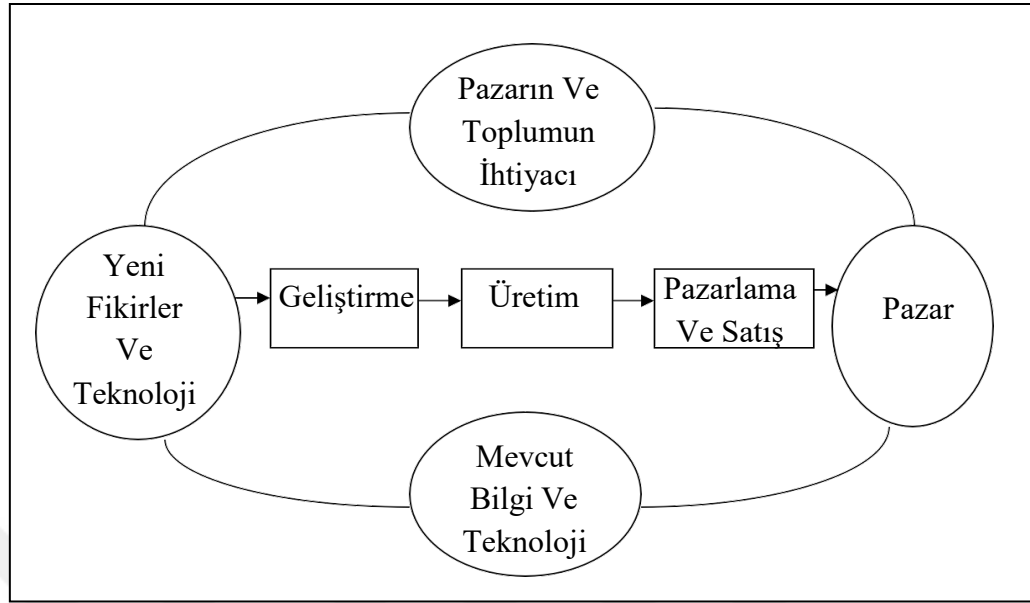 Pazarın Ve
Toplumun
İhtiyacı
Yeni
Fikirler
Ve
Teknoloji
Geliştirme
Üretim
Pazarlama
Ve Satış
Pazar
Mevcut
Bilgi Ve
Teknoloji